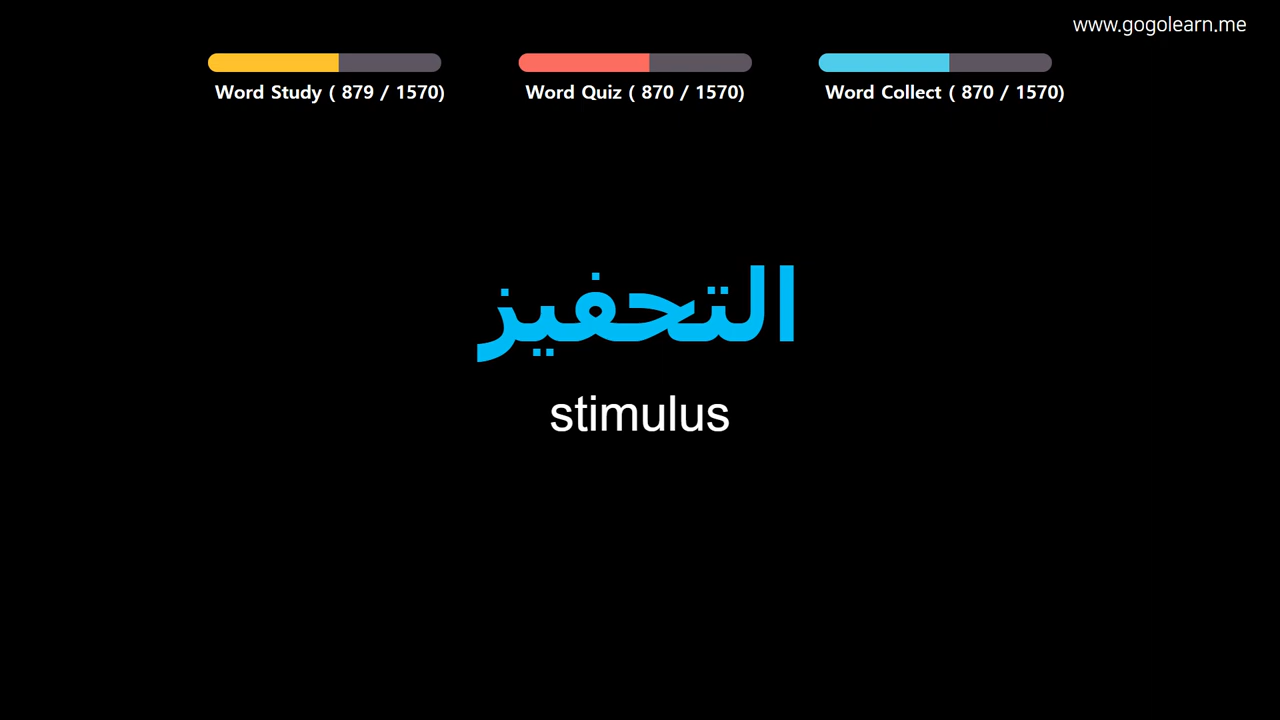 www.gogolearn.me
Word Study ( 879 / 1570)
Word Quiz ( 870 / 1570)
Word Collect ( 870 / 1570)
التحفيز
stimulus